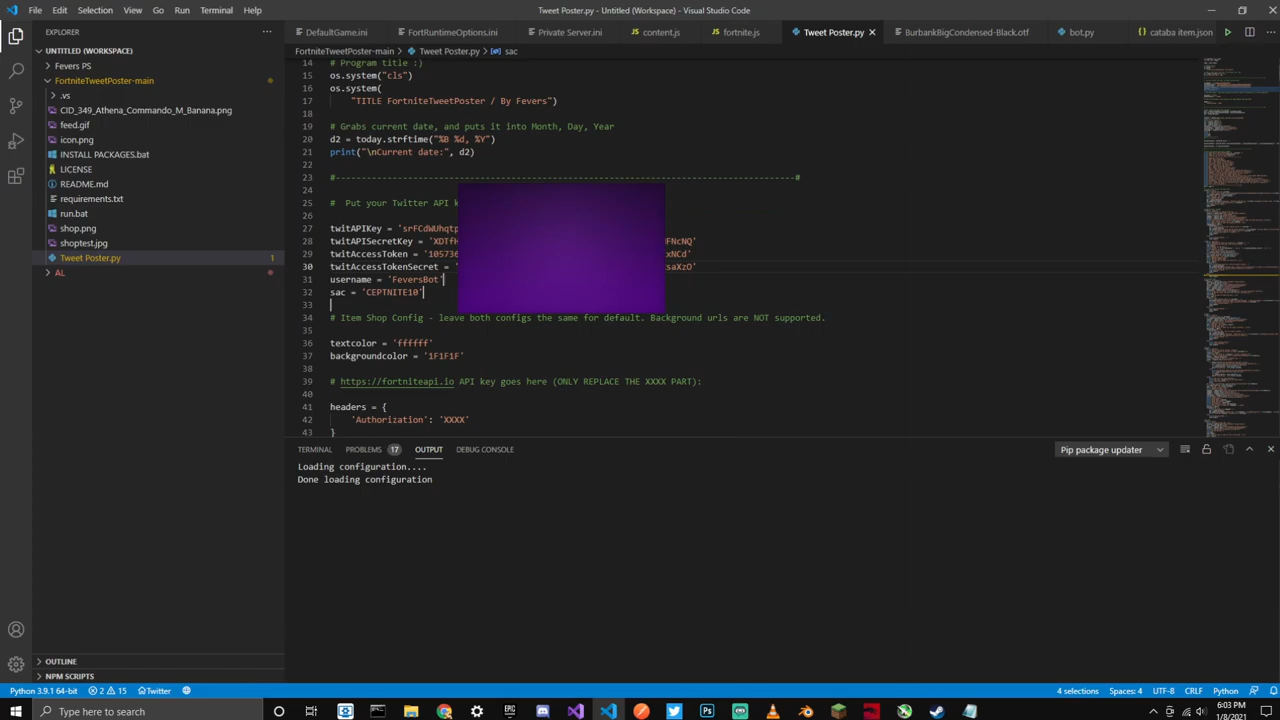 File Edit Selection View Go Run Terminal Help
Tweet Poster.py - Untitled (Workspace) - Visual Studio Code
EXPLORER
UNTITLED (WORKSPACE)
Fevers PS
FortniteTweetPoster-main
.vs
CID_349_Athena_Commando_M_Banana.png
feed.gif
icon.png
INSTALL PACKAGES.bat
LICENSE
README.md
requirements.txt
run.bat
shop.png
shoptest.jpg
Tweet Poster.py 1
AL
OUTLINE
NPM SCRIPTS
DefaultGame.ini FortRuntimeOptions.ini Private Server.ini content.js fortnite.js Tweet Poster.py BurbankBigCondensed-Black.otf bot.py cataba item.json
FortniteTweetPoster-main > Tweet Poster.py > sac
14 # Program title :)
15 os.system("cls")
16 os.system(
17 "TITLE FortniteTweetPoster / By Fevers")
18
19 # Grabs current date, and puts it into Month, Day, Year
20 d2 = today.strftime("%B %d, %Y")
21 print("\nCurrent date:", d2)
22
23 #-----------------------------------------------------------------------------------------#
24
25 # Put your Twitter API k
26
27 twitAPIKey = 'srFCdWUhqtp
28 twitAPISecretKey = 'XDTfH FNcNQ'
29 twitAccessToken = '105736 xNCd'
30 twitAccessTokenSecret = ' saXzO'
31 username = 'FeversBot'
32 sac = 'CEPTNITE10'
33
34 # Item Shop Config - leave both configs the same for default. Background urls are NOT supported.
35
36 textcolor = 'ffffff'
37 backgroundcolor = '1F1F1F'
38
39 # https://fortniteapi.io API key goes here (ONLY REPLACE THE XXXX PART):
40
41 headers = {
42 'Authorization': 'XXXX'
43 }
TERMINAL PROBLEMS 17 OUTPUT DEBUG CONSOLE
Pip package updater
Loading configuration....
Done loading configuration
Python 3.9.1 64-bit 2 15 Twitter
4 selections Spaces: 4 UTF-8 CRLF Python
Type here to search
6:03 PM
1/8/2021